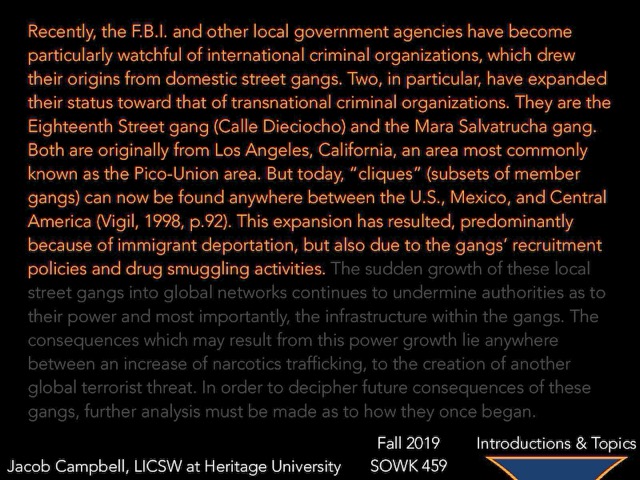 Recently, the F.B.I. and other local government agencies have become
particularly watchful of international criminal organizations, which drew
their origins from domestic street gangs. Two, in particular, have expanded
their status toward that of transnational criminal organizations. They are the
Eighteenth Street gang (Calle Dieciocho) and the Mara Salvatrucha gang.
Both are originally from Los Angeles, California, an area most commonly
known as the Pico-Union area. But today, “cliques” (subsets of member
gangs) can now be found anywhere between the U.S., Mexico, and Central
America (Vigil, 1998, p.92). This expansion has resulted, predominantly
because of immigrant deportation, but also due to the gangs’ recruitment
policies and drug smuggling activities. The sudden growth of these local
street gangs into global networks continues to undermine authorities as to
their power and most importantly, the infrastructure within the gangs. The
consequences which may result from this power growth lie anywhere
between an increase of narcotics trafficking, to the creation of another
global terrorist threat. In order to decipher future consequences of these
gangs, further analysis must be made as to how they once began.
Fall 2019 Introductions & Topics
Jacob Campbell, LICSW at Heritage University SOWK 459